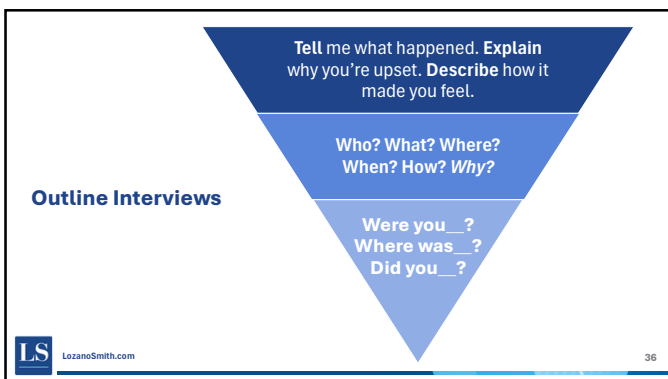 Tell me what happened. Explain
why you’re upset. Describe how it
made you feel.
Who? What? Where?
When? How? Why?
Outline Interviews
Were you__?
Where was__?
Did you__?
LS
LozanoSmith.com
36